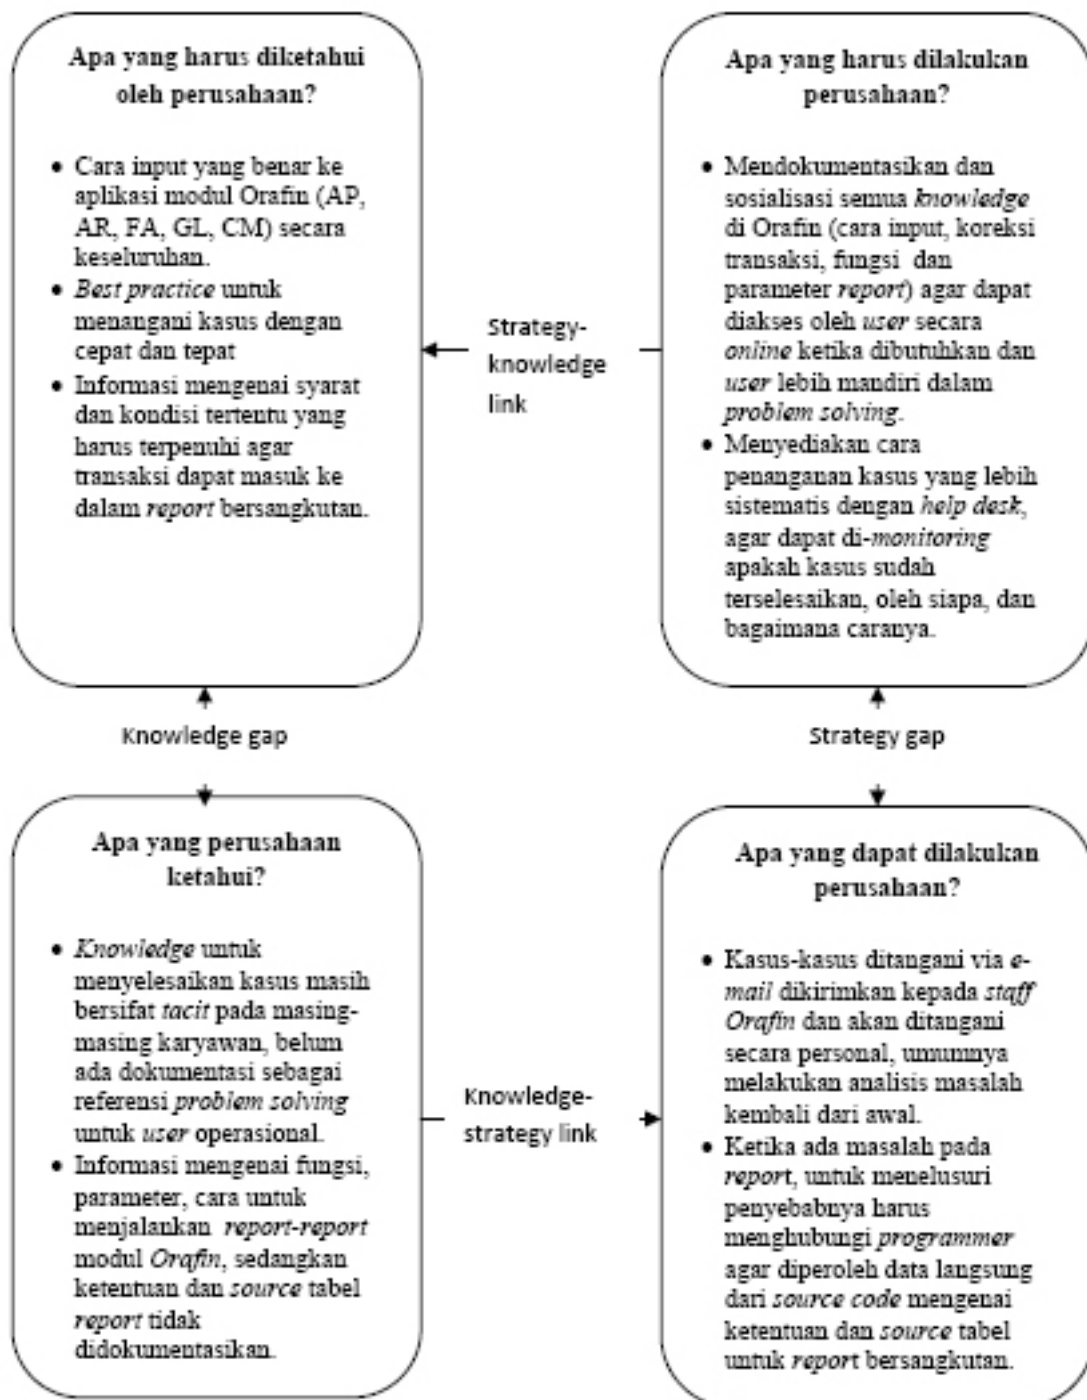 Apa yang harus diketahui
oleh perusahaan?
• Cara input yang benar ke
aplikasi modul Orafin (AP,
AR, FA, GL, CM) secara
keseluruhan.
• Best practice untuk
menangani kasus dengan
cepat dan tepat
• Informasi mengenai syarat
dan kondisi tertentu yang
harus terpenuhi agar
transaksi dapat masuk ke
dalam report bersangkutan.
Strategy-
knowledge
link
Apa yang harus dilakukan
perusahaan?
• Mendokumentasikan dan
sosialisasi semua knowledge
di Orafin (cara input, koreksi
transaksi, fungsi dan
parameter report) agar dapat
diakses oleh user secara
online ketika dibutuhkan dan
user lebih mandiri dalam
problem solving.
• Menyediakan cara
penanganan kasus yang lebih
sistematis dengan help desk,
agar dapat di-monitoring
apakah kasus sudah
terselesaikan, oleh siapa, dan
bagaimana caranya.
Knowledge gap
Strategy gap
Apa yang perusahaan
ketahui?
• Knowledge untuk
menyelesaikan kasus masih
bersifat tacit pada masing-
masing karyawan, belum
ada dokumentasi sebagai
referensi problem solving
untuk user operasional.
• Informasi mengenai fungsi,
parameter, cara untuk
menjalankan report-report
modul Orafin, sedangkan
ketentuan dan source tabel
report tidak
didokumentasikan.
Knowledge-
strategy link
Apa yang dapat dilakukan
perusahaan?
• Kasus-kasus ditangani via e-
mail dikirimkan kepada staff
Orafin dan akan ditangani
secara personal, umumnya
melakukan analisis masalah
kembali dari awal.
• Ketika ada masalah pada
report, untuk menelusuri
penyebabnya harus
menghubungi programmer
agar diperoleh data langsung
dari source code mengenai
ketentuan dan source tabel
untuk report bersangkutan.